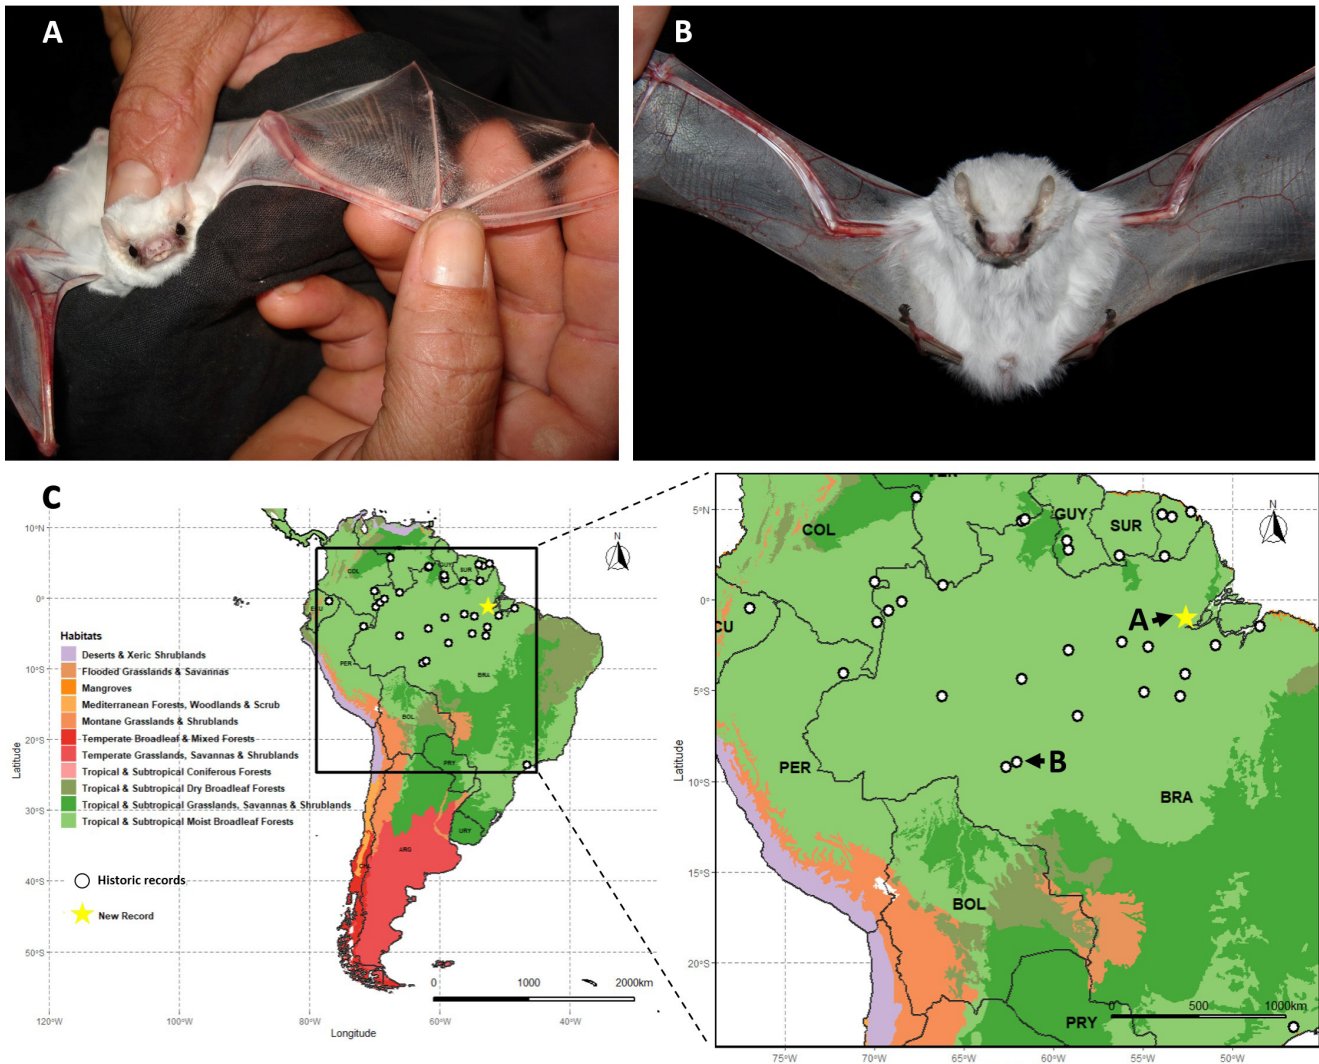 A
B
C
10°N
0°
10°S
20°S
30°S
40°S
50°S
Latitude
120°W
100°W
80°W
60°W
40°W
Longitude
Habitats
Deserts & Xeric Shrublands
Flooded Grasslands & Savannas
Mangroves
Mediterranean Forests, Woodlands & Scrub
Montane Grasslands & Shrublands
Temperate Broadleaf & Mixed Forests
Temperate Grasslands, Savannas & Shrublands
Tropical & Subtropical Coniferous Forests
Tropical & Subtropical Dry Broadleaf Forests
Tropical & Subtropical Grasslands, Savannas & Shrublands
Tropical & Subtropical Moist Broadleaf Forests
Historic records
New Record
N
COL
GUY
SUR
PER
BRA
BOL
PRY
URY
ARG
0 1000 2000km
N
COL
GUY
SUR
CU
A
B
PER
BRA
BOL
PRY
0 500 1000km
5°N
0°
5°S
10°S
15°S
20°S
Latitude
75°W
70°W
65°W
60°W
55°W
50°W